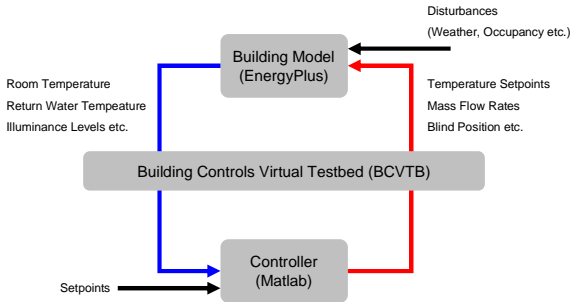 Disturbances
(Weather, Occupancy etc.)
Building Model
(EnergyPlus)
Room Temperature
Return Water Tempeature
Illuminance Levels etc.
Temperature Setpoints
Mass Flow Rates
Blind Position etc.
Building Controls Virtual Testbed (BCVTB)
Controller
(Matlab)
Setpoints